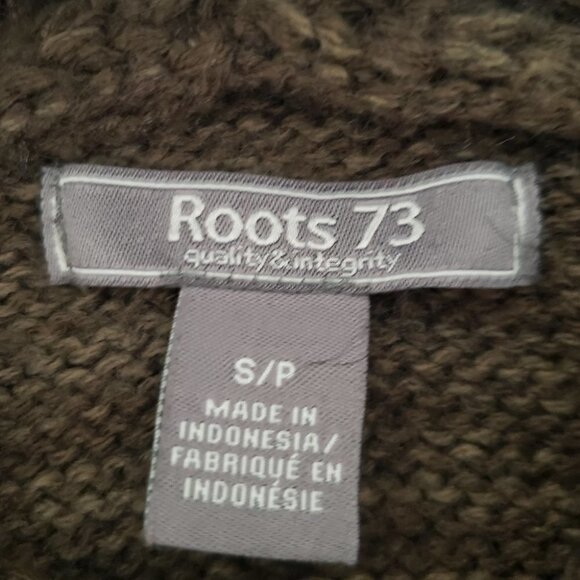 Roots 73
quality & integrity
S/P
MADE IN
INDONESIA/
FABRIQUÉ EN
INDONÉSIE